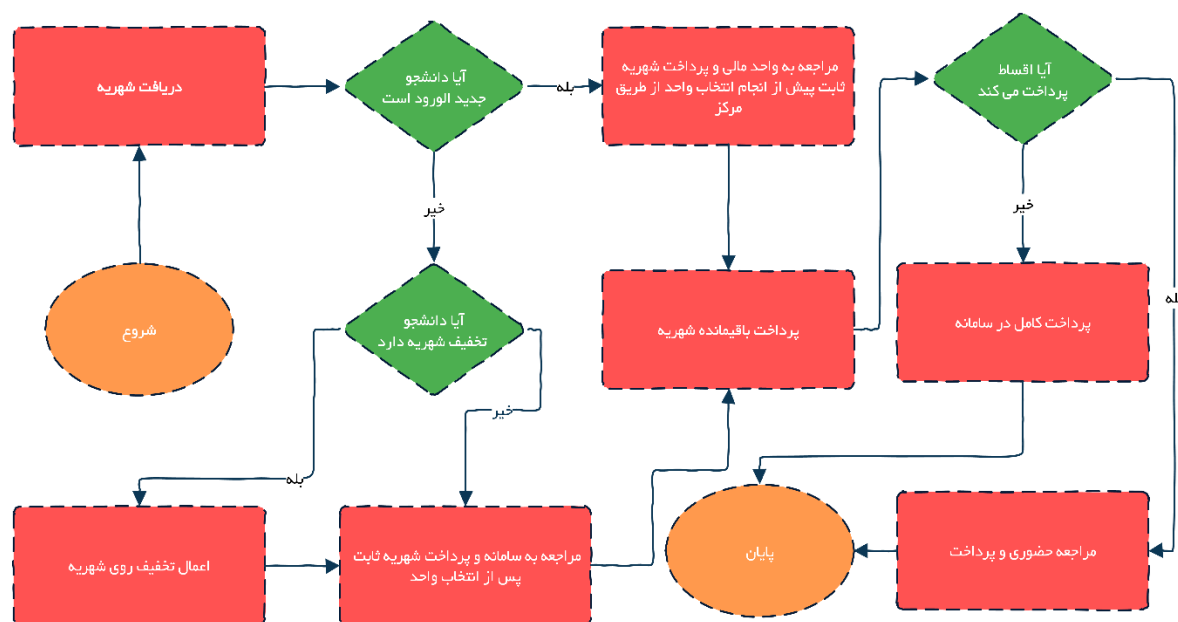 دریافت شهریه
آیا دانشجو
جدید الورود است
بله
مراجعه به واحد مالی و پرداخت شهریه
ثابت پیش از انجام انتخاب واحد از طریق
مرکز
آیا اقساط
پرداخت می کند
خیر
خیر
شروع
آیا دانشجو
تخفیف شهریه دارد
پرداخت باقیمانده شهریه
پرداخت کامل در سامانه
بله
خیر
بله
اعمال تخفیف روی شهریه
مراجعه به سامانه و پرداخت شهریه ثابت
پس از انتخاب واحد
پایان
مراجعه حضوری و پرداخت